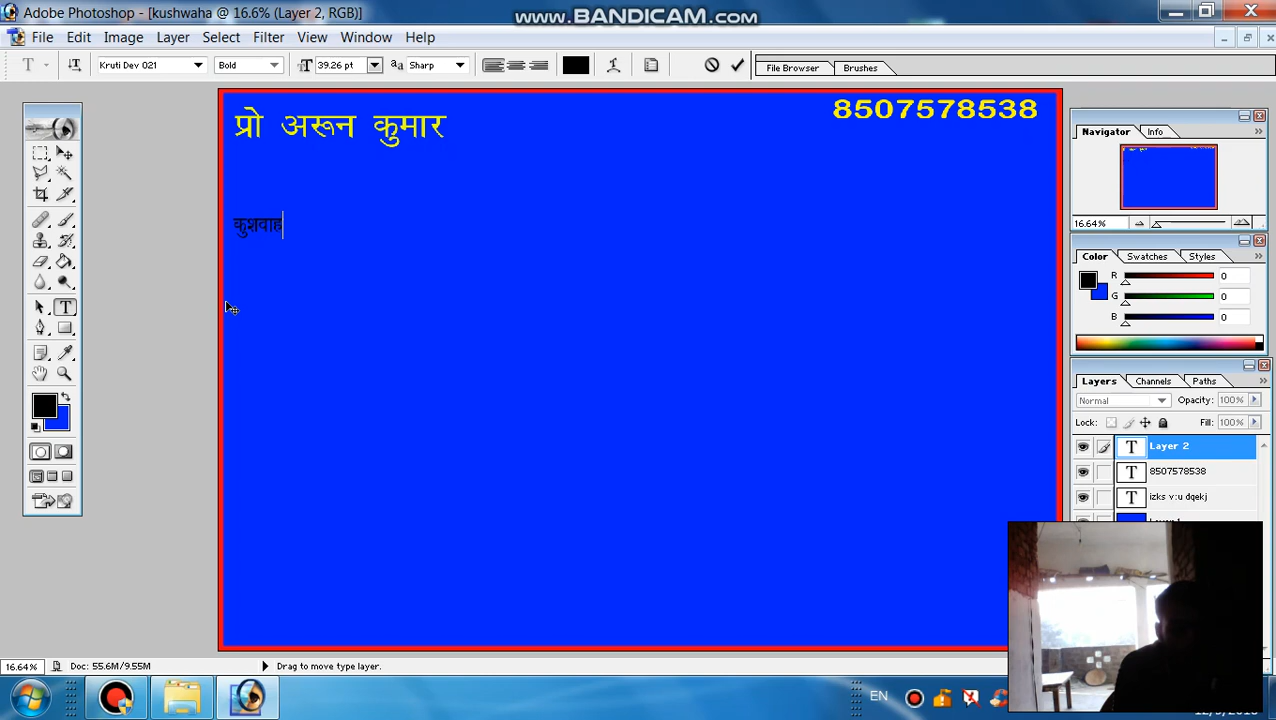 Adobe Photoshop - [kushwaha @ 16.6% (Layer 2, RGB)]
www.BANDICAM.com
File Edit Image Layer Select Filter View Window Help
Kruti Dev 021 Bold 39.26 pt aa Sharp File Browser Brushes
प्रो अरून कुमार
8507578538
कुशवाह
Navigator Info
16.64%
Color Swatches Styles
R 0
G 0
B 0
Layers Channels Paths
Normal Opacity: 100%
Lock: Fill: 100%
T Layer 2
T 8507578538
T izks v:u dqekj
16.64% Doc: 55.6M/9.55M Drag to move type layer.
EN